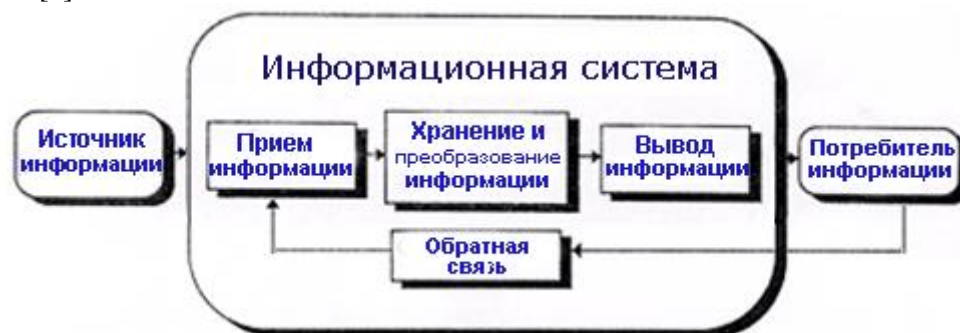 Информационная система
Источник
информации
Прием
информации
Хранение и
преобразование
информации
Вывод
информации
Потребитель
информации
Обратная
связь